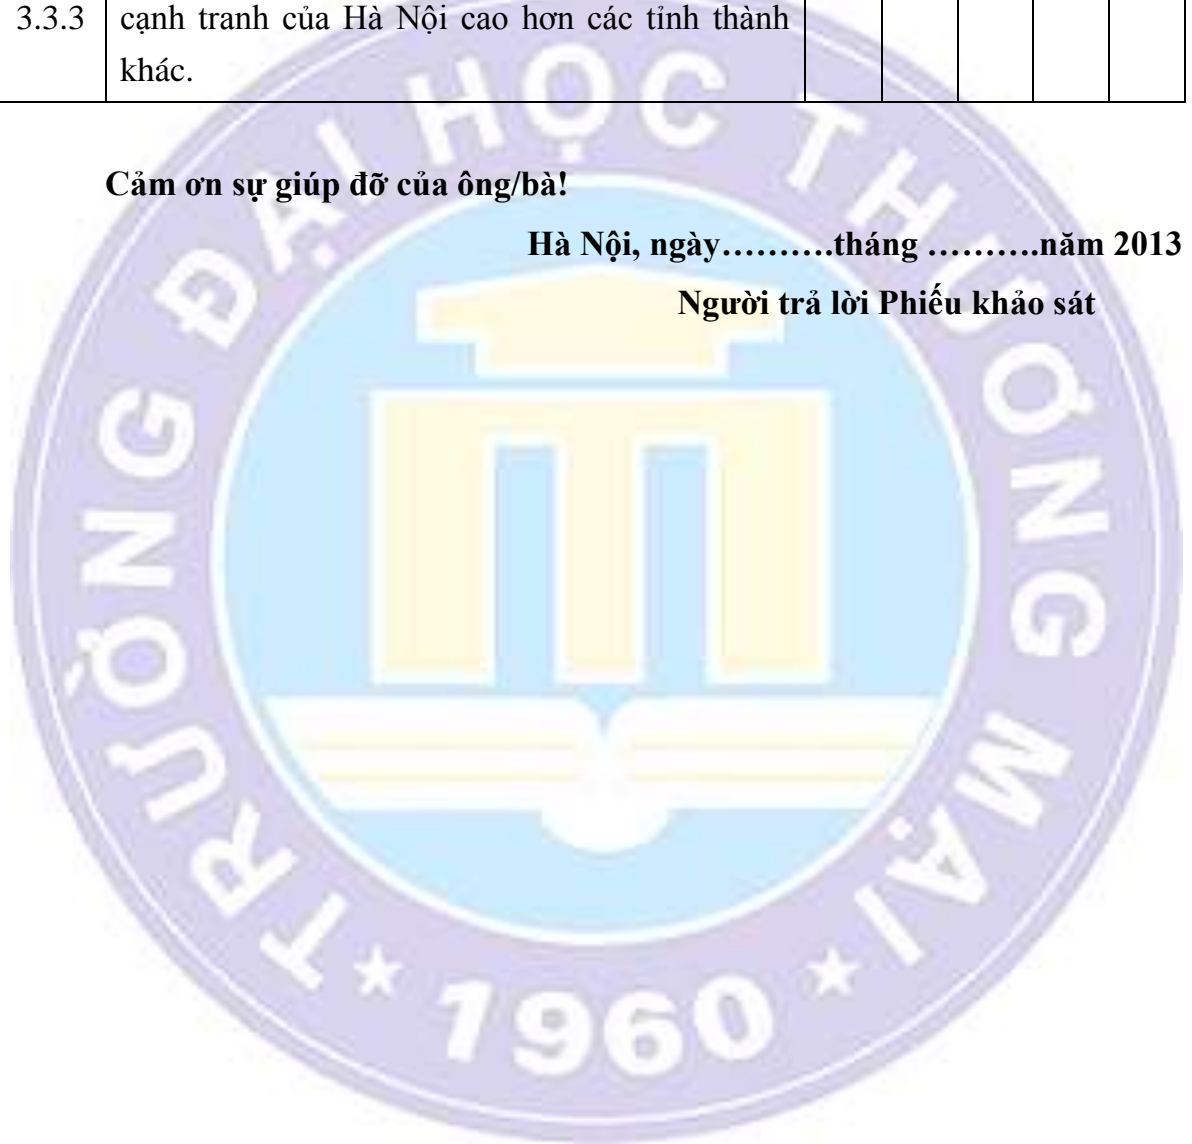 3.3.3 cạnh tranh của Hà Nội cao hơn các tỉnh thành
khác.
Cảm ơn sự giúp đỡ của ông/bà!
Hà Nội, ngày……….tháng ……….năm 2013
Người trả lời Phiếu khảo sát
TRƯỜNG ĐẠI HỌC THƯƠNG MẠI
★ 1960 ★